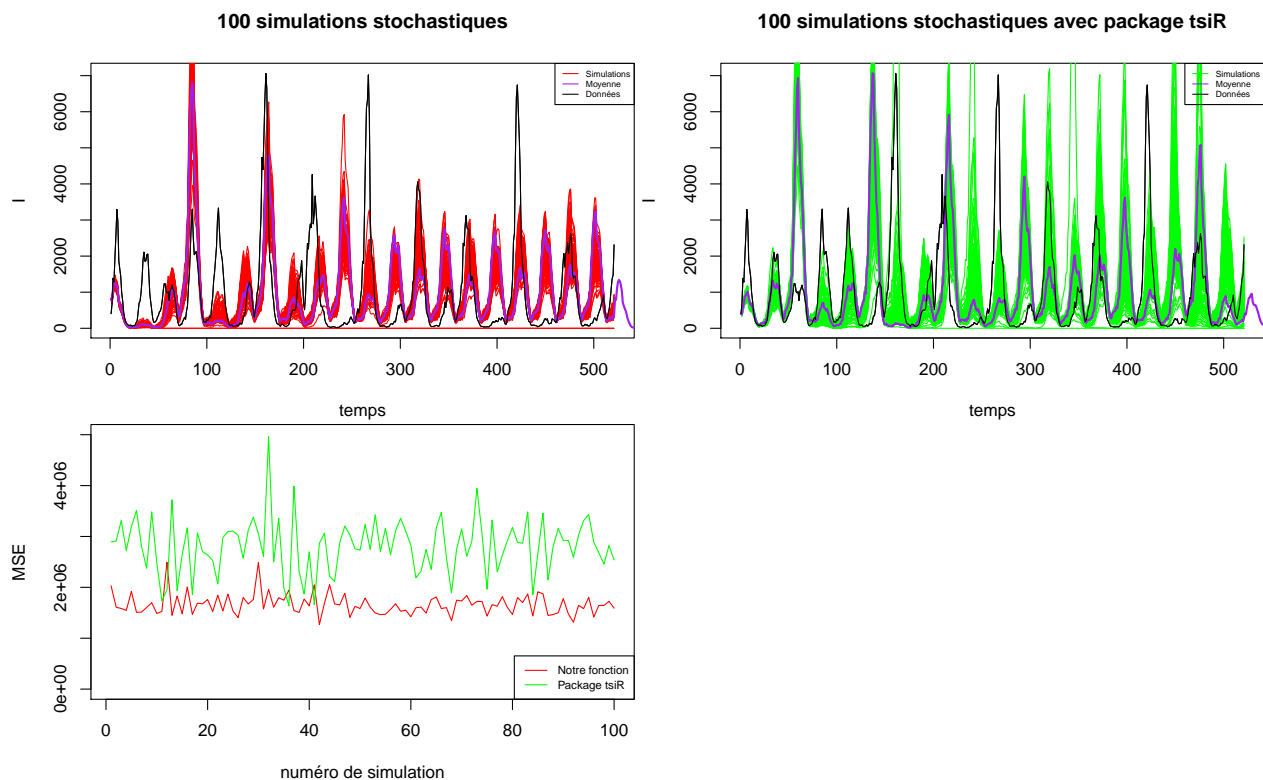 100 simulations stochastiques
I
0
2000
4000
6000
Simulations
Moyenne
Données
0 100 200 300 400 500
temps
100 simulations stochastiques avec package tsiR
I
0
2000
4000
6000
Simulations
Moyenne
Données
0 100 200 300 400 500
temps
MSE
0e+00
2e+06
4e+06
Notre fonction
Package tsiR
0 20 40 60 80 100
numéro de simulation